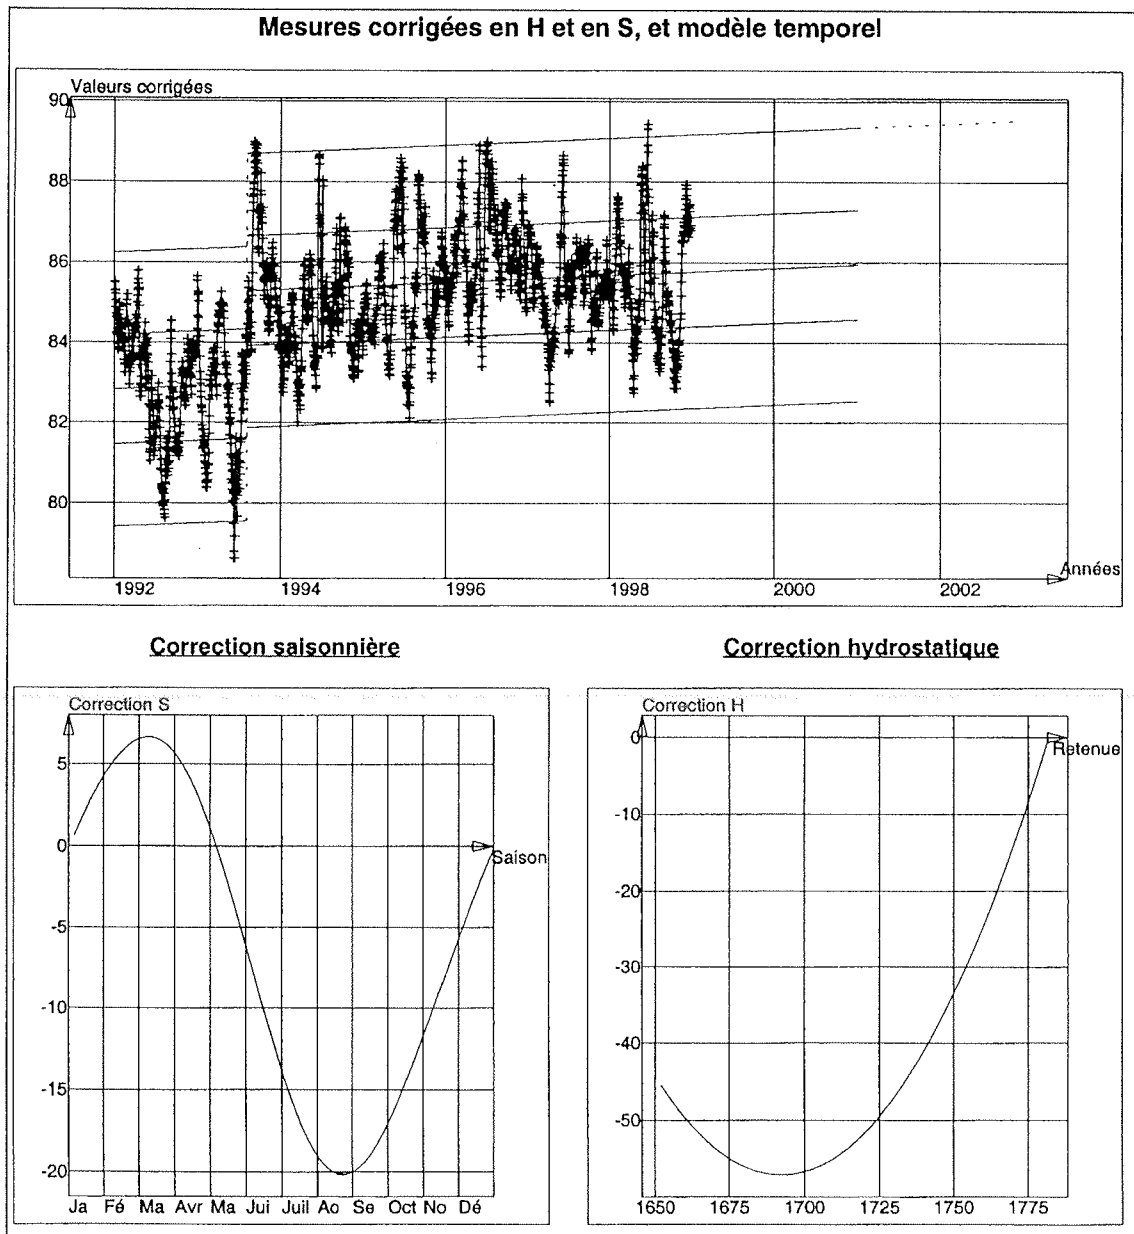 Mesures corrigées en H et en S, et modèle temporel
Valeurs corrigées
90
88
86
84
82
80
1992
1994
1996
1998
2000
2002
Années
Correction saisonnière
Correction hydrostatique
Correction S
5
0
-5
-10
-15
-20
Saison
Ja Fé Ma Avr Ma Jui Juil Ao Se Oct No Dé
Correction H
0
-10
-20
-30
-40
-50
Retenue
1650 1675 1700 1725 1750 1775